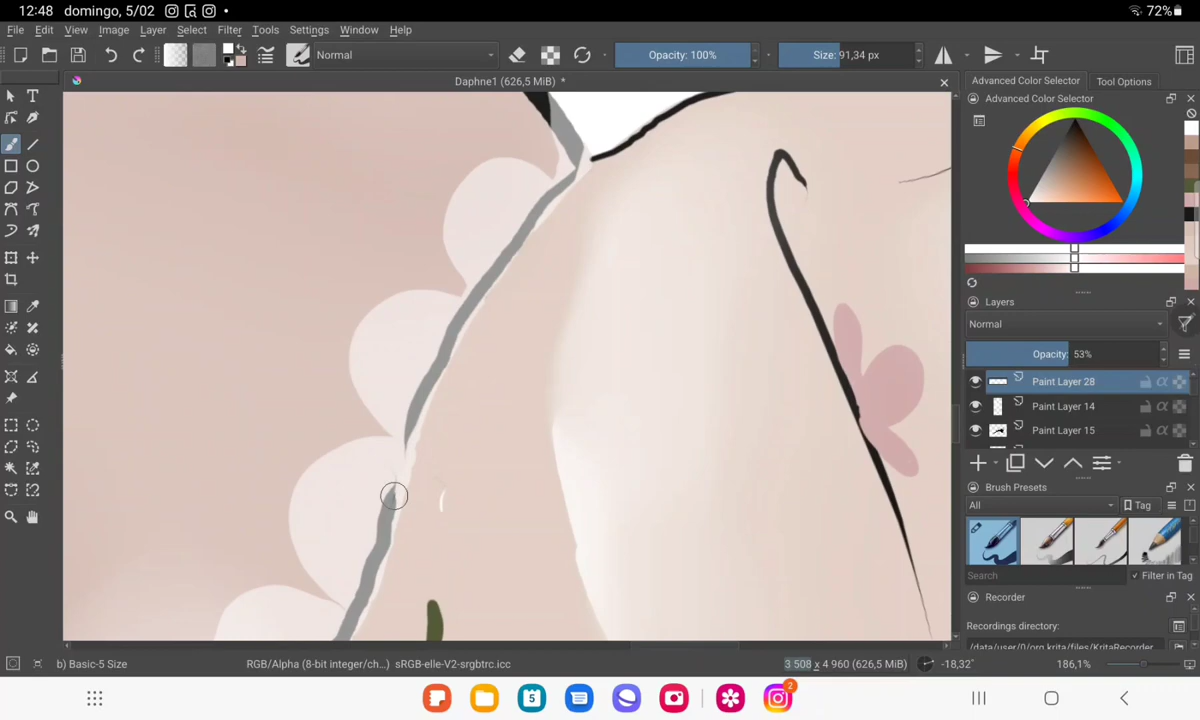 12:48 domingo, 5/02 72%
File Edit View Image Layer Select Filter Tools Settings Window Help
Normal Opacity: 100% Size: 91,34 px
Daphne1 (626,5 MiB) *
Advanced Color Selector Tool Options
Advanced Color Selector
Layers
Normal
Opacity: 53%
Paint Layer 28
Paint Layer 14
Paint Layer 15
Brush Presets
All Tag
Search Filter in Tag
Recorder
Recordings directory:
/data/user/0/org.krita/files/KritaRecorder
b) Basic-5 Size RGB/Alpha (8-bit integer/ch...) sRGB-elle-V2-srgbtrc.icc 3 508 x 4 960 (626,5 MiB) -18,32° 186,1%
5 2